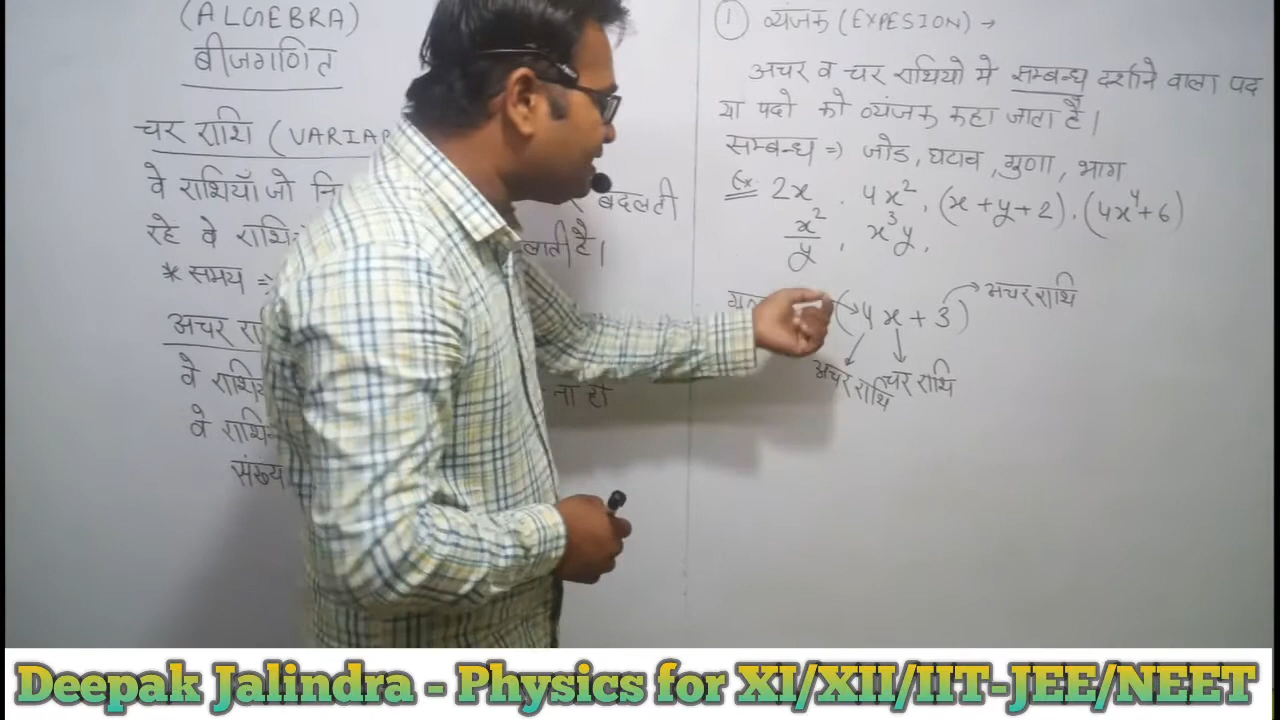 (ALGEBRA)
बीजगणित
चर राशि (VARIA
वे राशियाँ जो बदलती
रहे वे
* समय ⇒
अचर
वे
ना हो
वे
① व्यंजक (EXPESION) →
अचर व चर राशियो मे सम्बन्ध दर्शाने वाला पद
या पदो को व्यंजक कहा जाता है।
सम्बन्ध ⇒ जोड, घटाव, गुणा, भाग
Ex 2x, 4x², (x+y+2), (4x⁴+6)
x²/y, x³y,
(4x+3) → अचर राशि
अचर राशि चर राशि
Deepak Jalindra - Physics for XI/XII/IIT-JEE/NEET